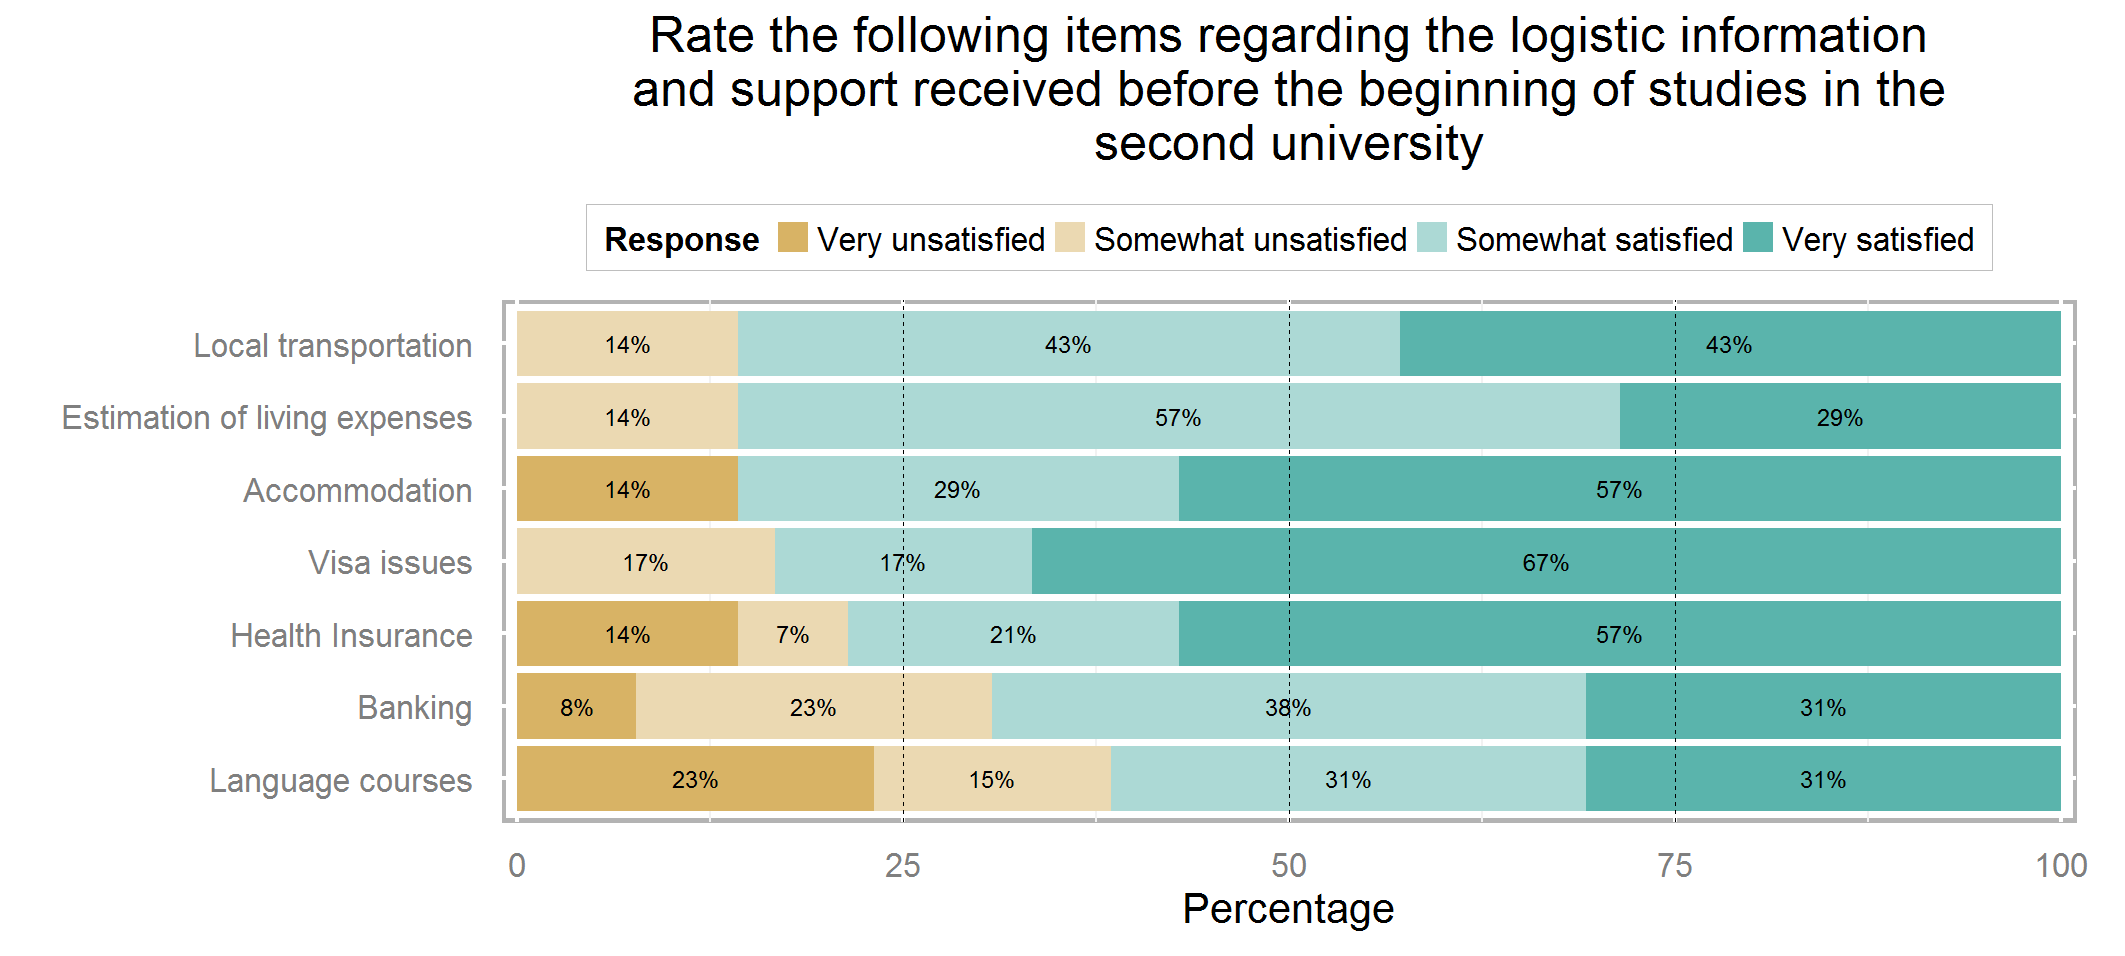 Rate the following items regarding the logistic information
and support received before the beginning of studies in the
second university
Response Very unsatisfied Somewhat unsatisfied Somewhat satisfied Very satisfied
Local transportation 14% 43% 43%
Estimation of living expenses 14% 57% 29%
Accommodation 14% 29% 57%
Visa issues 17% 17% 67%
Health Insurance 14% 7% 21% 57%
Banking 8% 23% 38% 31%
Language courses 23% 15% 31% 31%
0 25 50 75 100
Percentage